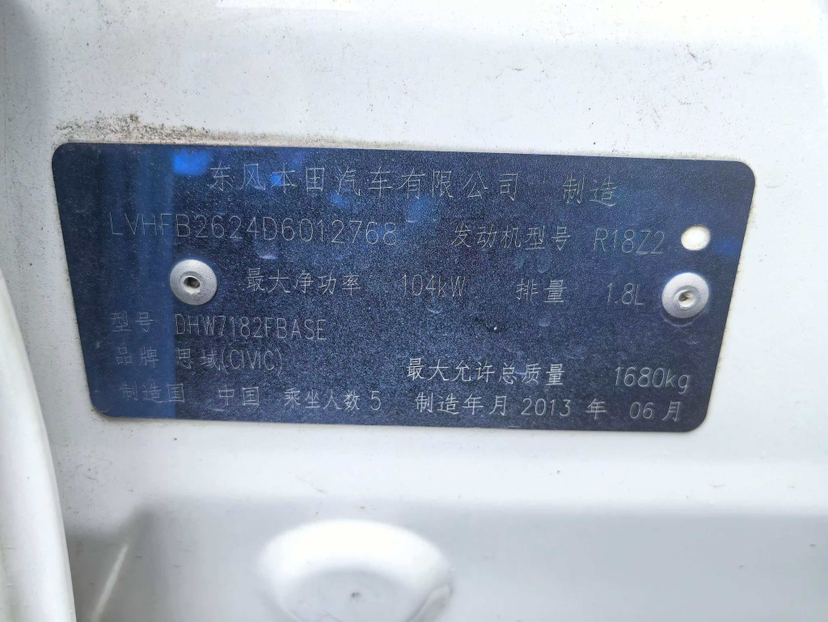 东风本田汽车有限公司 制造
LVHFB2624D6012768 发动机型号 R18Z2
最大净功率 104kW 排量 1.8L
型号 DHW7182FBASE
品牌 思域(CIVIC) 最大允许总质量 1680kg
制造国 中国 乘坐人数 5 制造年月 2013 年 06 月